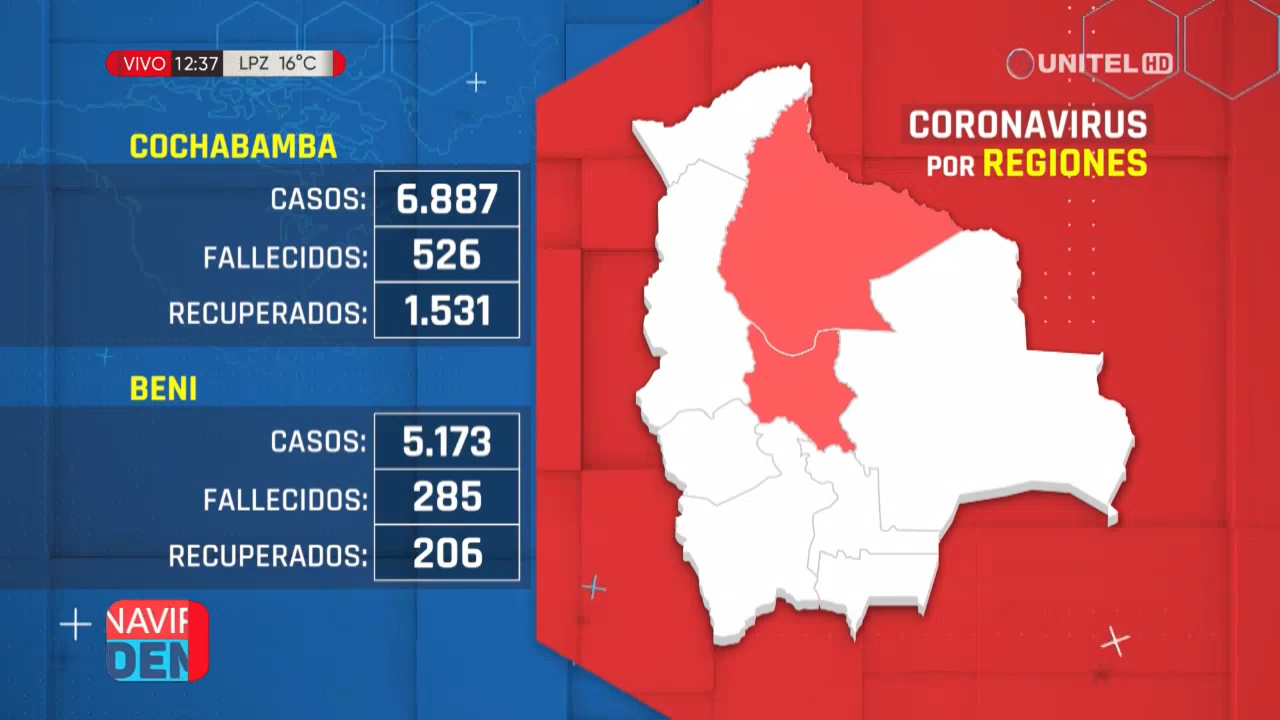 VIVO 12:37 LPZ 16°C
UNITEL HD
CORONAVIRUS
POR REGIONES
COCHABAMBA
CASOS: 6.887
FALLECIDOS: 526
RECUPERADOS: 1.531
BENI
CASOS: 5.173
FALLECIDOS: 285
RECUPERADOS: 206